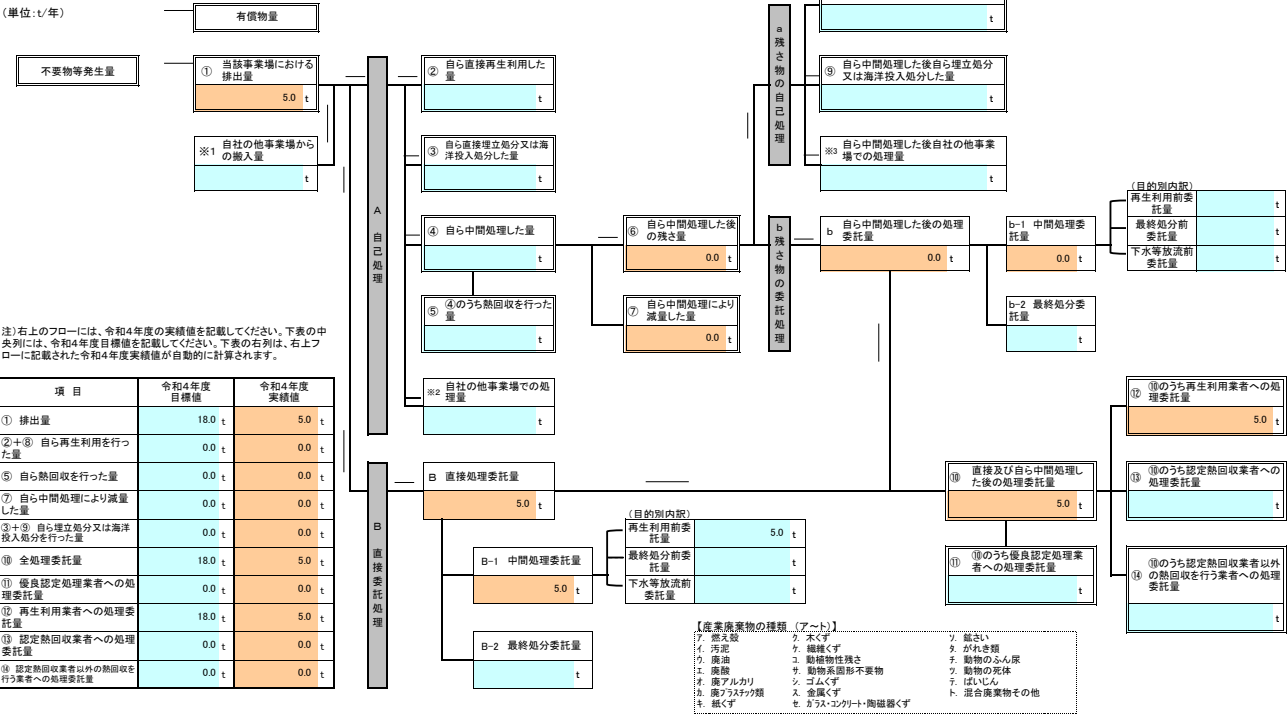 (単位:t/年)
有償物量
不要物等発生量
① 当該事業場における
排出量
5.0 t
※1 自社の他事業場から
の搬入量
t
A 自己処理
② 自ら直接再生利用した
量
t
③ 自ら直接埋立処分又は海
洋投入処分した量
t
④ 自ら中間処理した量
t
⑤ ④のうち熱回収を行った
量
t
※2 自社の他事業場での処
理量
t
⑥ 自ら中間処理した後
の残さ量
0.0 t
⑦ 自ら中間処理により
減量した量
0.0 t
a 残さ物の自己処理
t
⑨ 自ら中間処理した後自ら埋立処分
又は海洋投入処分した量
t
※3 自ら中間処理した後自社の他事業
場での処理量
t
b 残さ物の委託処理
b 自ら中間処理した後の処理
委託量
0.0 t
b-1 中間処理委
託量
0.0 t
(目的別内訳)
再生利用前委
託量
t
最終処分前
委託量
t
下水等放流前
委託量
t
b-2 最終処分委
託量
t
注)右上のフローには、令和4年度の実績値を記載してください。下表の中
央列には、令和4年度目標値を記載してください。下表の右列は、右上フ
ローに記載された令和4年度実績値が自動的に計算されます。
項 目 令和4年度 目標値 令和4年度 実績値
① 排出量 18.0 t 5.0 t
②+⑧ 自ら再生利用を行っ
た量 0.0 t 0.0 t
⑤ 自ら熱回収を行った量 0.0 t 0.0 t
⑦ 自ら中間処理により減量
した量 0.0 t 0.0 t
③+⑨ 自ら埋立処分又は海洋
投入処分を行った量 0.0 t 0.0 t
⑩ 全処理委託量 18.0 t 5.0 t
⑪ 優良認定処理業者への処
理委託量 0.0 t 0.0 t
⑫ 再生利用業者への処理委
託量 18.0 t 5.0 t
⑬ 認定熱回収業者への処理
委託量 0.0 t 0.0 t
⑭ 認定熱回収業者以外の熱回収を
行う業者への処理委託量 0.0 t 0.0 t
B 直接委託処理
B 直接処理委託量
5.0 t
B-1 中間処理委託量
5.0 t
(目的別内訳)
再生利用前委
託量
5.0 t
最終処分前委
託量
t
下水等放流前
委託量
t
B-2 最終処分委託量
t
⑩ 直接及び自ら中間処理し
た後の処理委託量
5.0 t
⑪ ⑩のうち優良認定処理業
者への処理委託量
t
⑫ ⑩のうち再生利用業者への処
理委託量
5.0 t
⑬ ⑩のうち認定熱回収業者への
処理委託量
t
⑭ ⑩のうち認定熱回収業者以外
の熱回収を行う業者への処理
委託量
t
【産業廃棄物の種類 (ア~ト)】
ア. 燃え殻 ク. 木くず ソ. 鉱さい
イ. 汚泥 ケ. 繊維くず タ. がれき類
ウ. 廃油 コ. 動植物性残さ チ. 動物のふん尿
エ. 廃酸 サ. 動物系固形不要物 ツ. 動物の死体
オ. 廃アルカリ シ. ゴムくず テ. ばいじん
カ. 廃プラスチック類 ス. 金属くず ト. 混合廃棄物その他
キ. 紙くず セ. ガラス・コンクリート・陶磁器くず